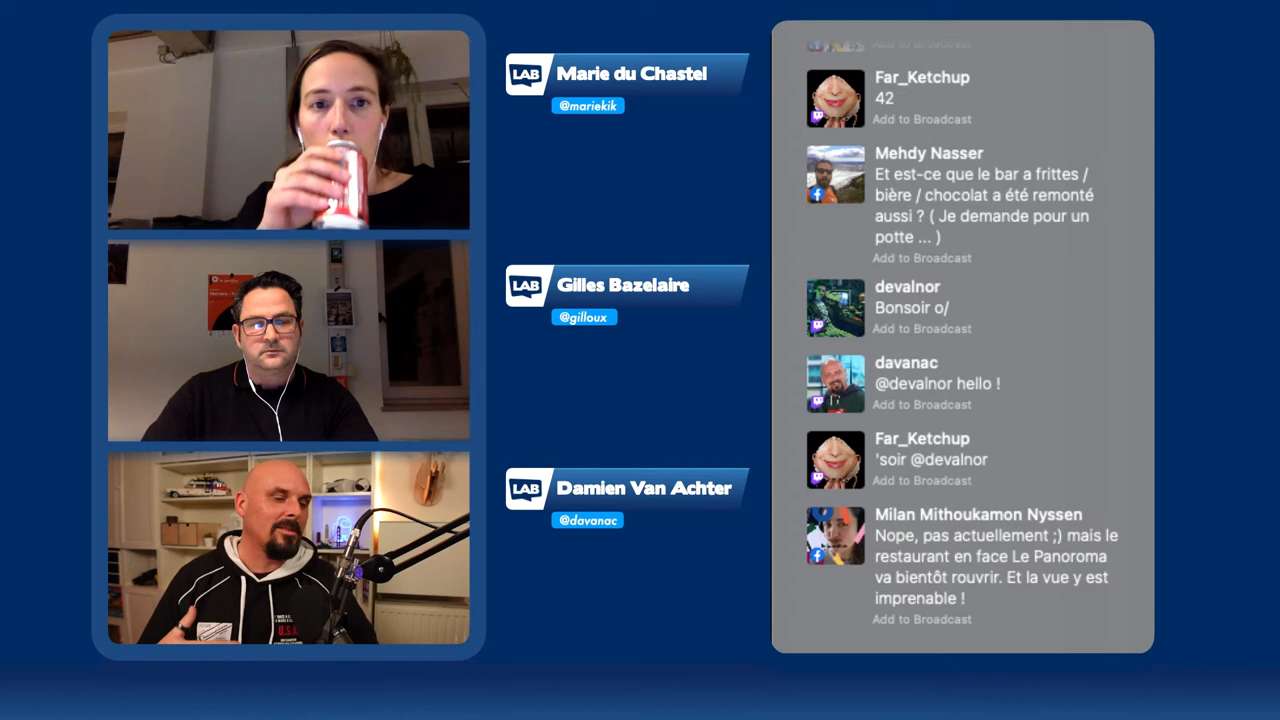 LAB
Marie du Chastel
@mariekik
LAB
Gilles Bazelaire
@gilloux
LAB
Damien Van Achter
@davanac
U.S.A
Add to Broadcast
Far_Ketchup
42
Add to Broadcast
Mehdy Nasser
Et est-ce que le bar a frittes /
bière / chocolat a été remonté
aussi ? ( Je demande pour un
potte ... )
Add to Broadcast
devalnor
Bonsoir o/
Add to Broadcast
davanac
@devalnor hello !
Add to Broadcast
Far_Ketchup
'soir @devalnor
Add to Broadcast
Milan Mithoukamon Nyssen
Nope, pas actuellement ;) mais le
restaurant en face Le Panoroma
va bientôt rouvrir. Et la vue y est
imprenable !
Add to Broadcast